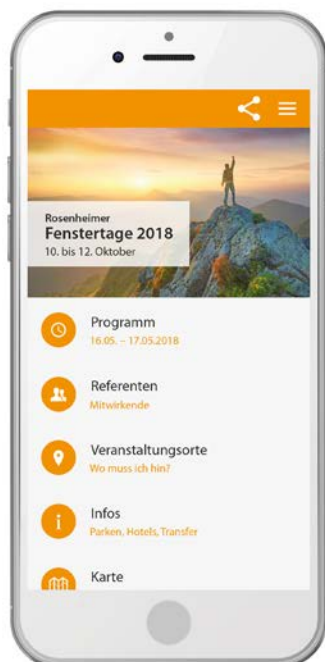 Rosenheimer
Fenstertage 2018
10. bis 12. Oktober
Programm
16.05. – 17.05.2018
Referenten
Mitwirkende
Veranstaltungsorte
Wo muss ich hin?
Infos
Parken, Hotels, Transfer
Karte